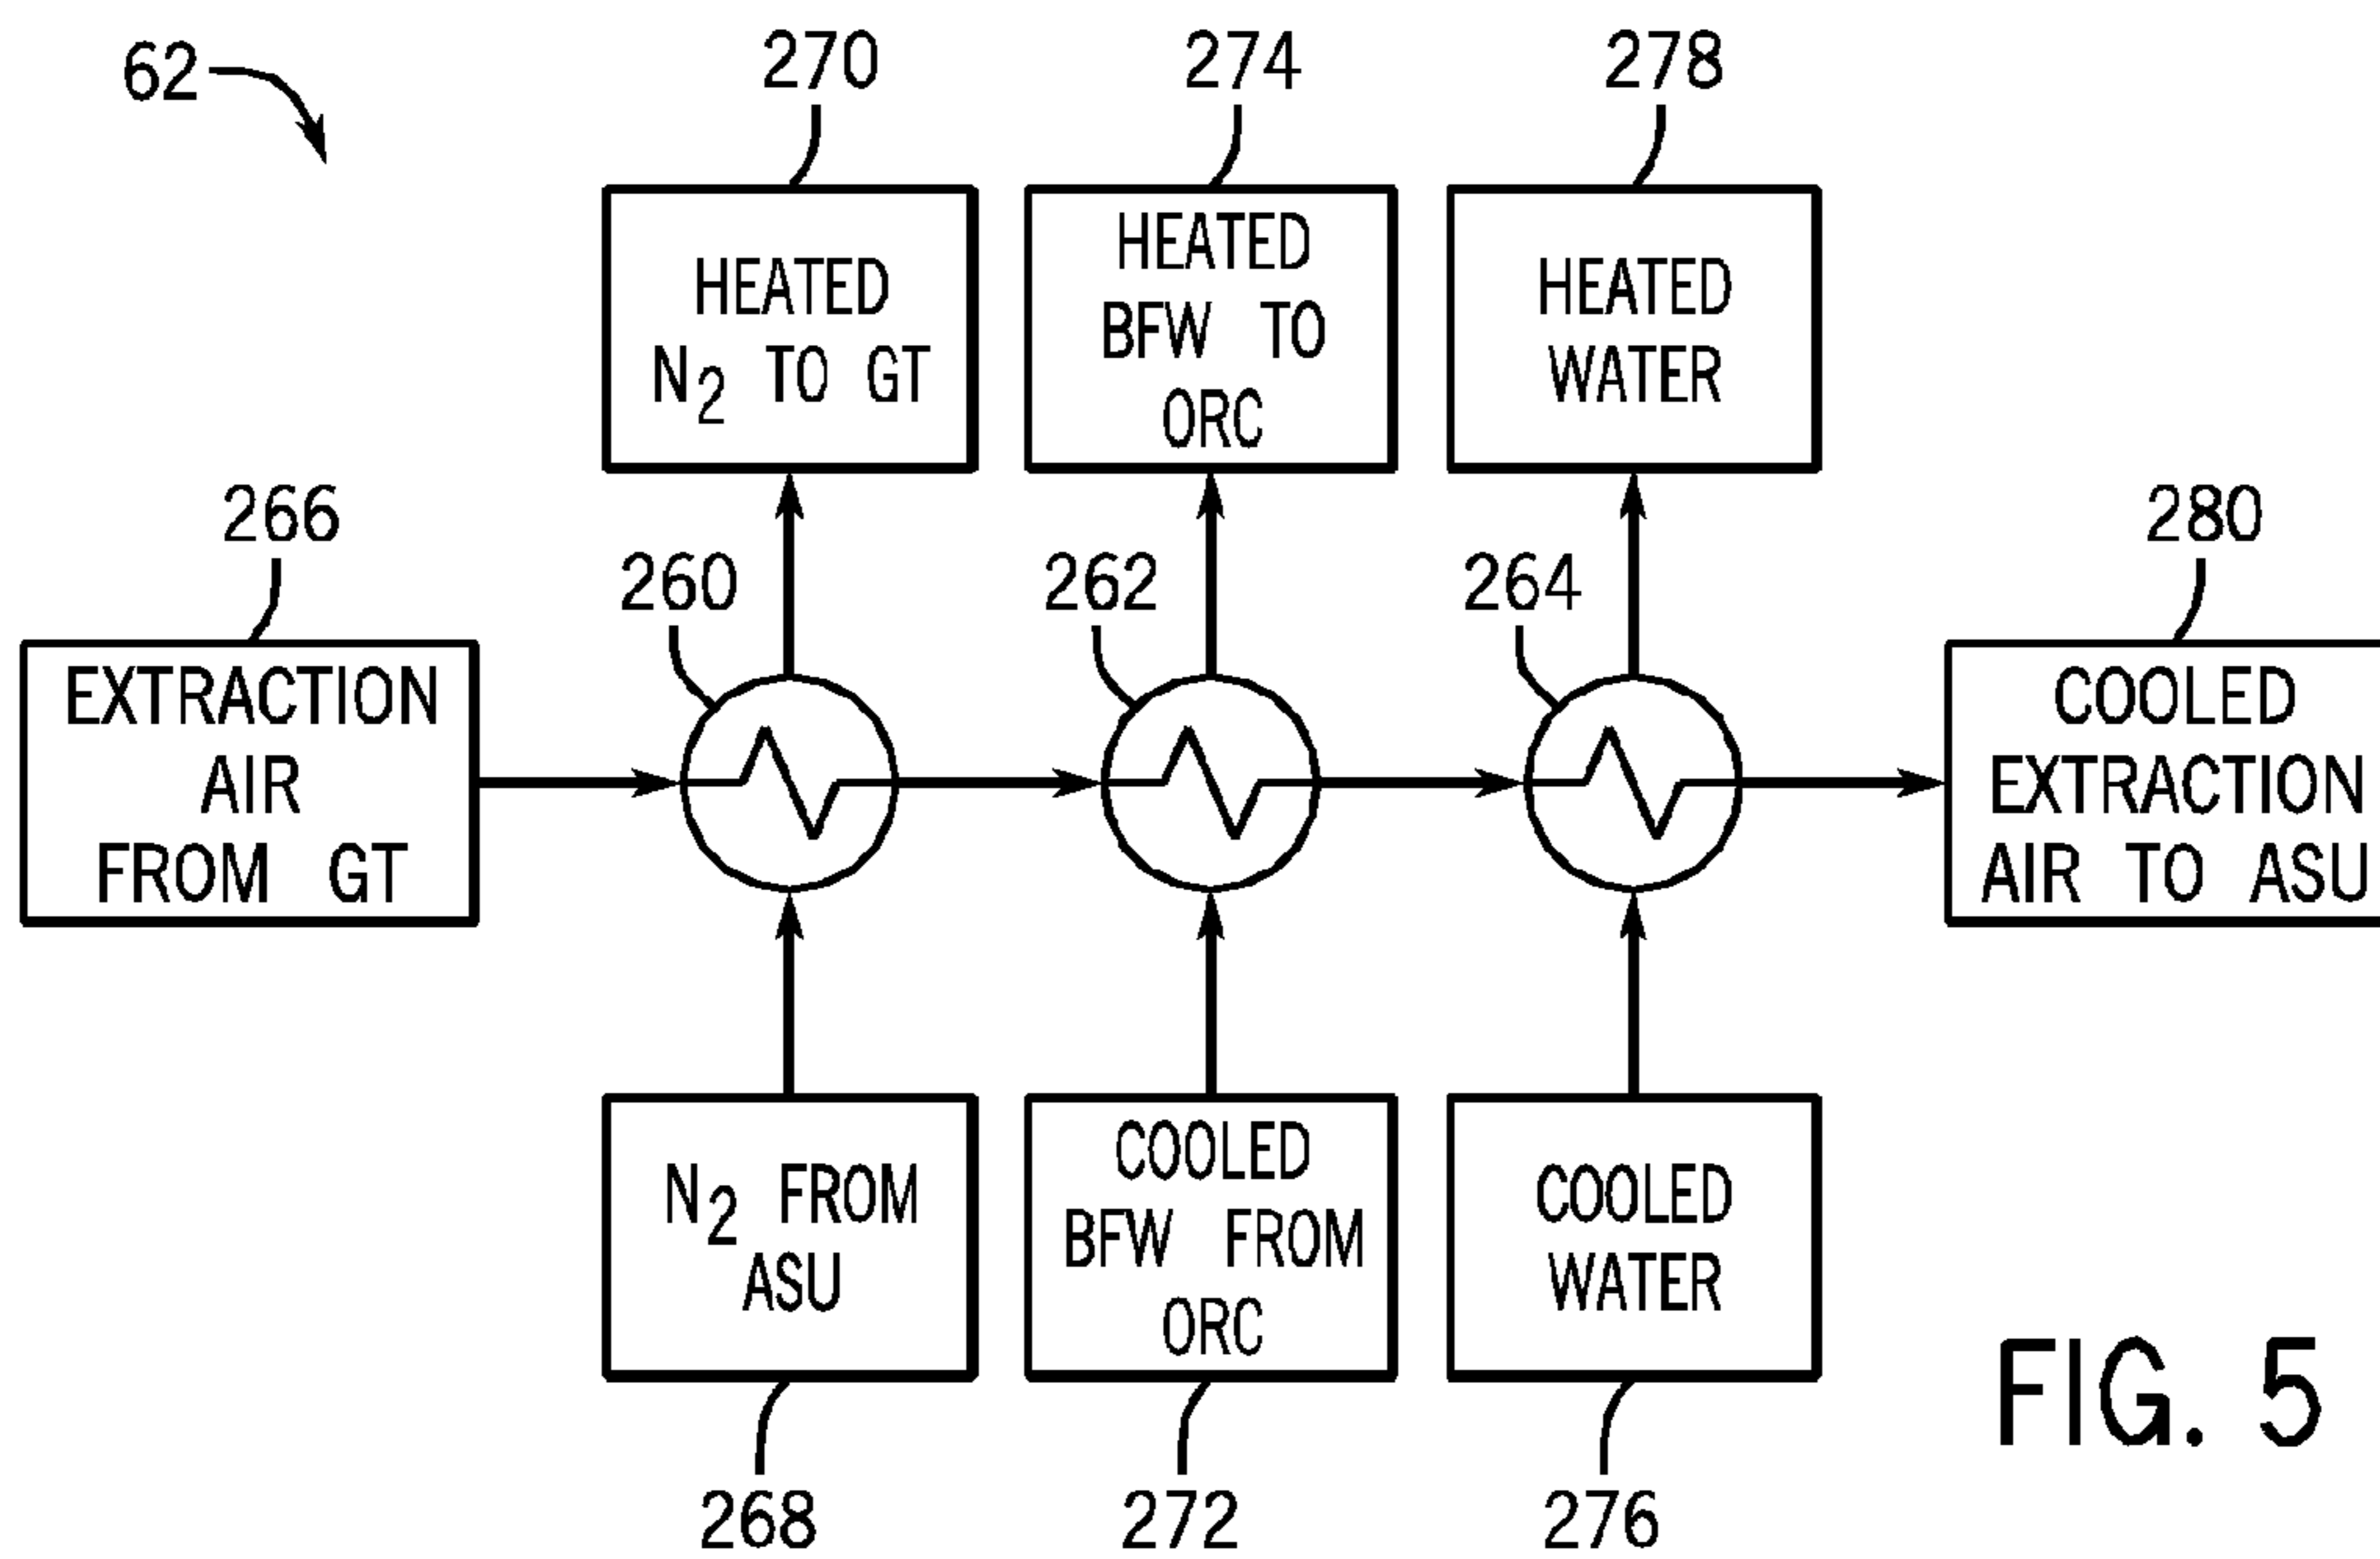 62
270
274
278
HEATED
N2 TO GT
HEATED
BFW TO
ORC
HEATED
WATER
266
260
262
264
280
EXTRACTION
AIR
FROM GT
COOLED
EXTRACTION
AIR TO ASU
N2 FROM
ASU
COOLED
BFW FROM
ORC
COOLED
WATER
268
272
276
FIG. 5